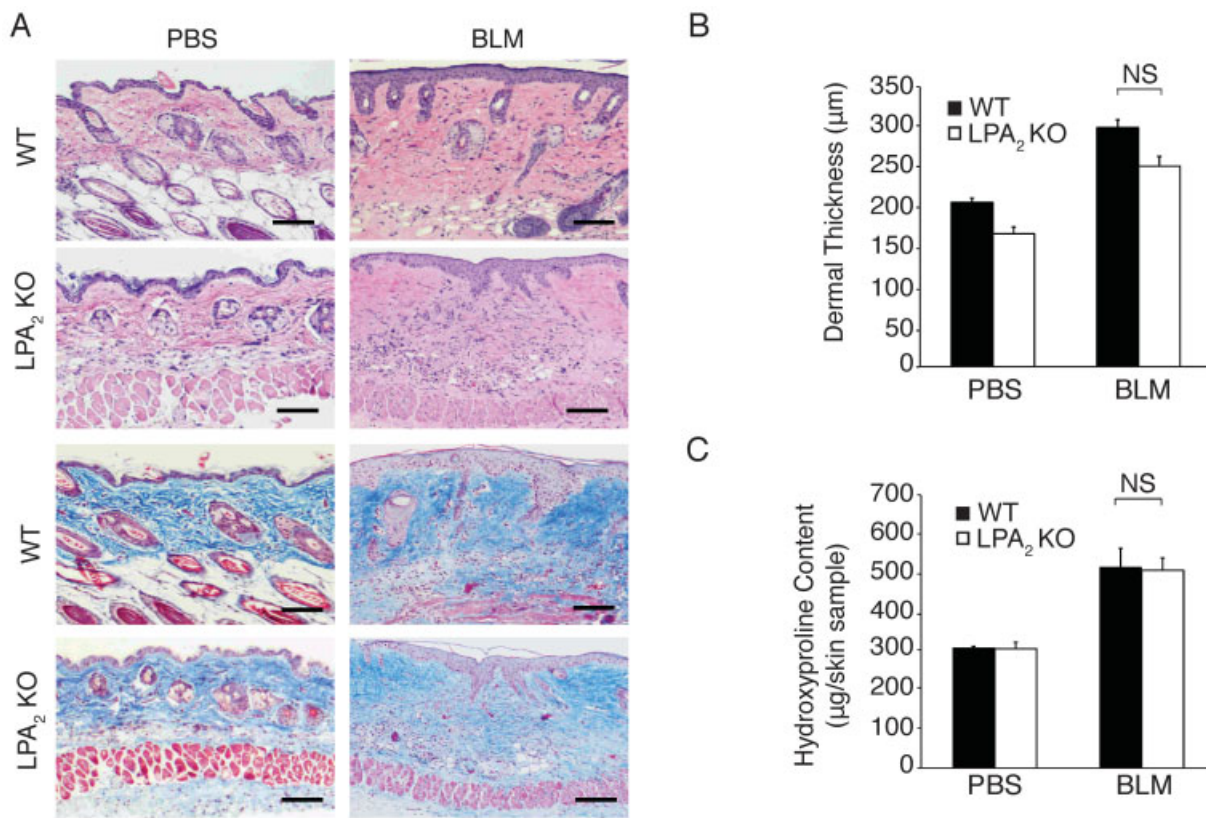 A
PBS
BLM
WT
LPA₂ KO
WT
LPA₂ KO
B
NS
WT
LPA₂ KO
Dermal Thickness (µm)
350
300
250
200
150
100
50
0
PBS
BLM
C
NS
WT
LPA₂ KO
Hydroxyproline Content
(µg/skin sample)
700
600
500
400
300
200
100
0
PBS
BLM